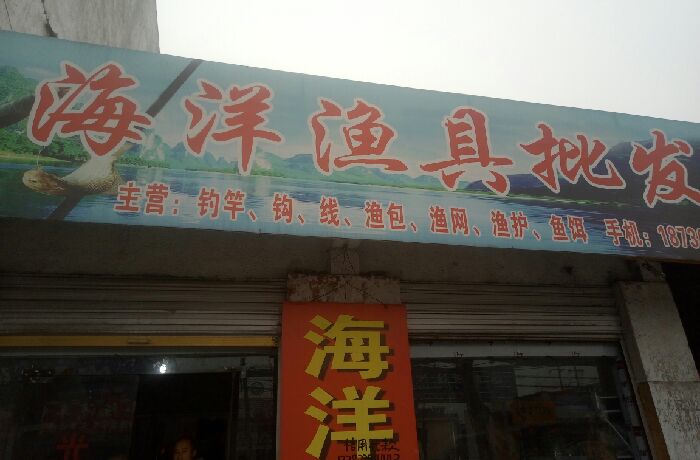 海洋渔具批发
主营：钓竿、钩、线、渔包、渔网、渔护、鱼饵 手机：1873
海洋